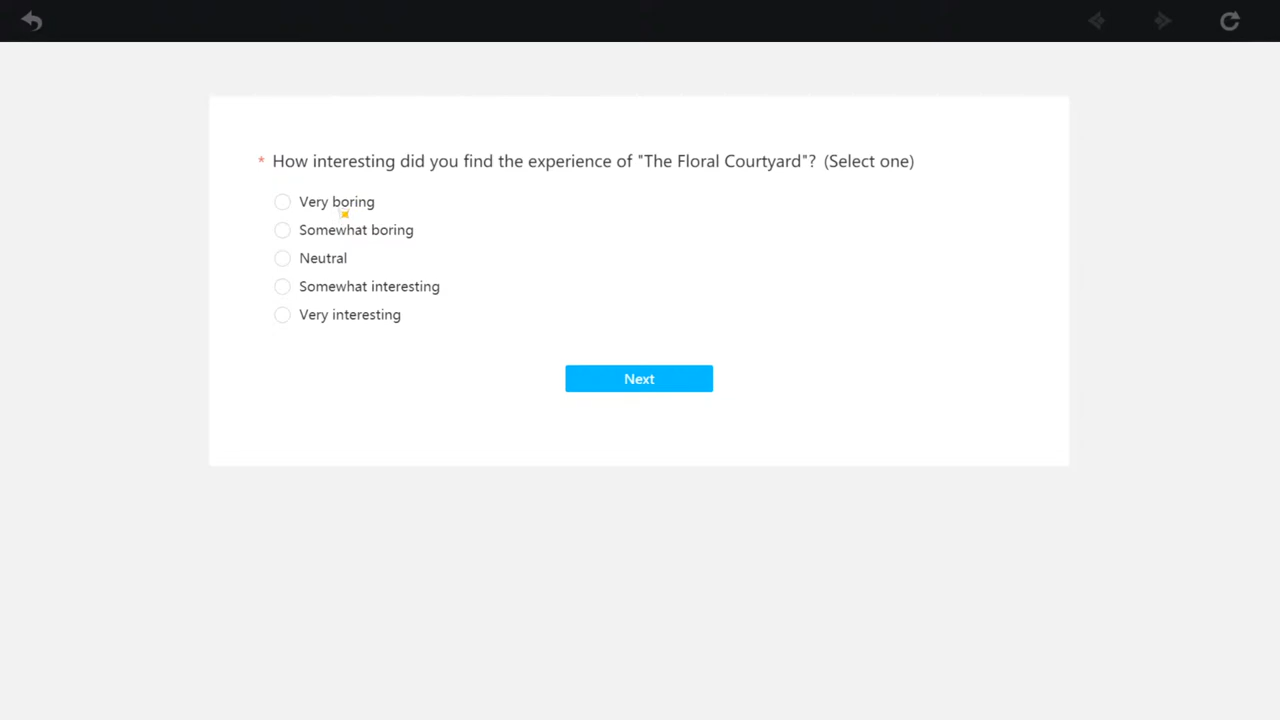 * How interesting did you find the experience of "The Floral Courtyard"? (Select one)
Very boring
Somewhat boring
Neutral
Somewhat interesting
Very interesting
Next